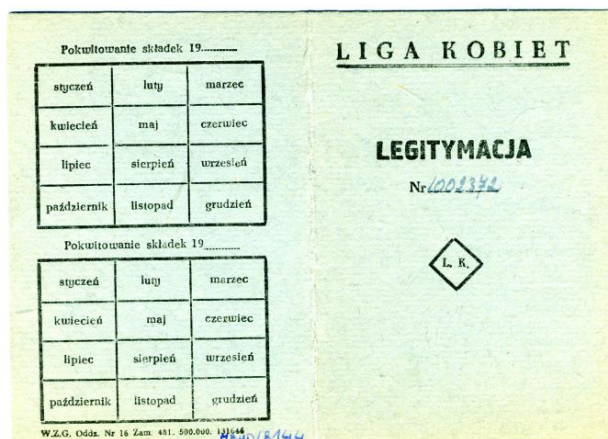 Pokwitowanie składek 19
styczeń luty marzec
kwiecień maj czerwiec
lipiec sierpień wrzesień
październik listopad grudzień
Pokwitowanie składek 19
styczeń luty marzec
kwiecień maj czerwiec
lipiec sierpień wrzesień
październik listopad grudzień
W.Z.G. Oddz. Nr 16 Zam. 481. 500.000.
LIGA KOBIET
LEGITYMACJA
Nr 1002372
L. K.